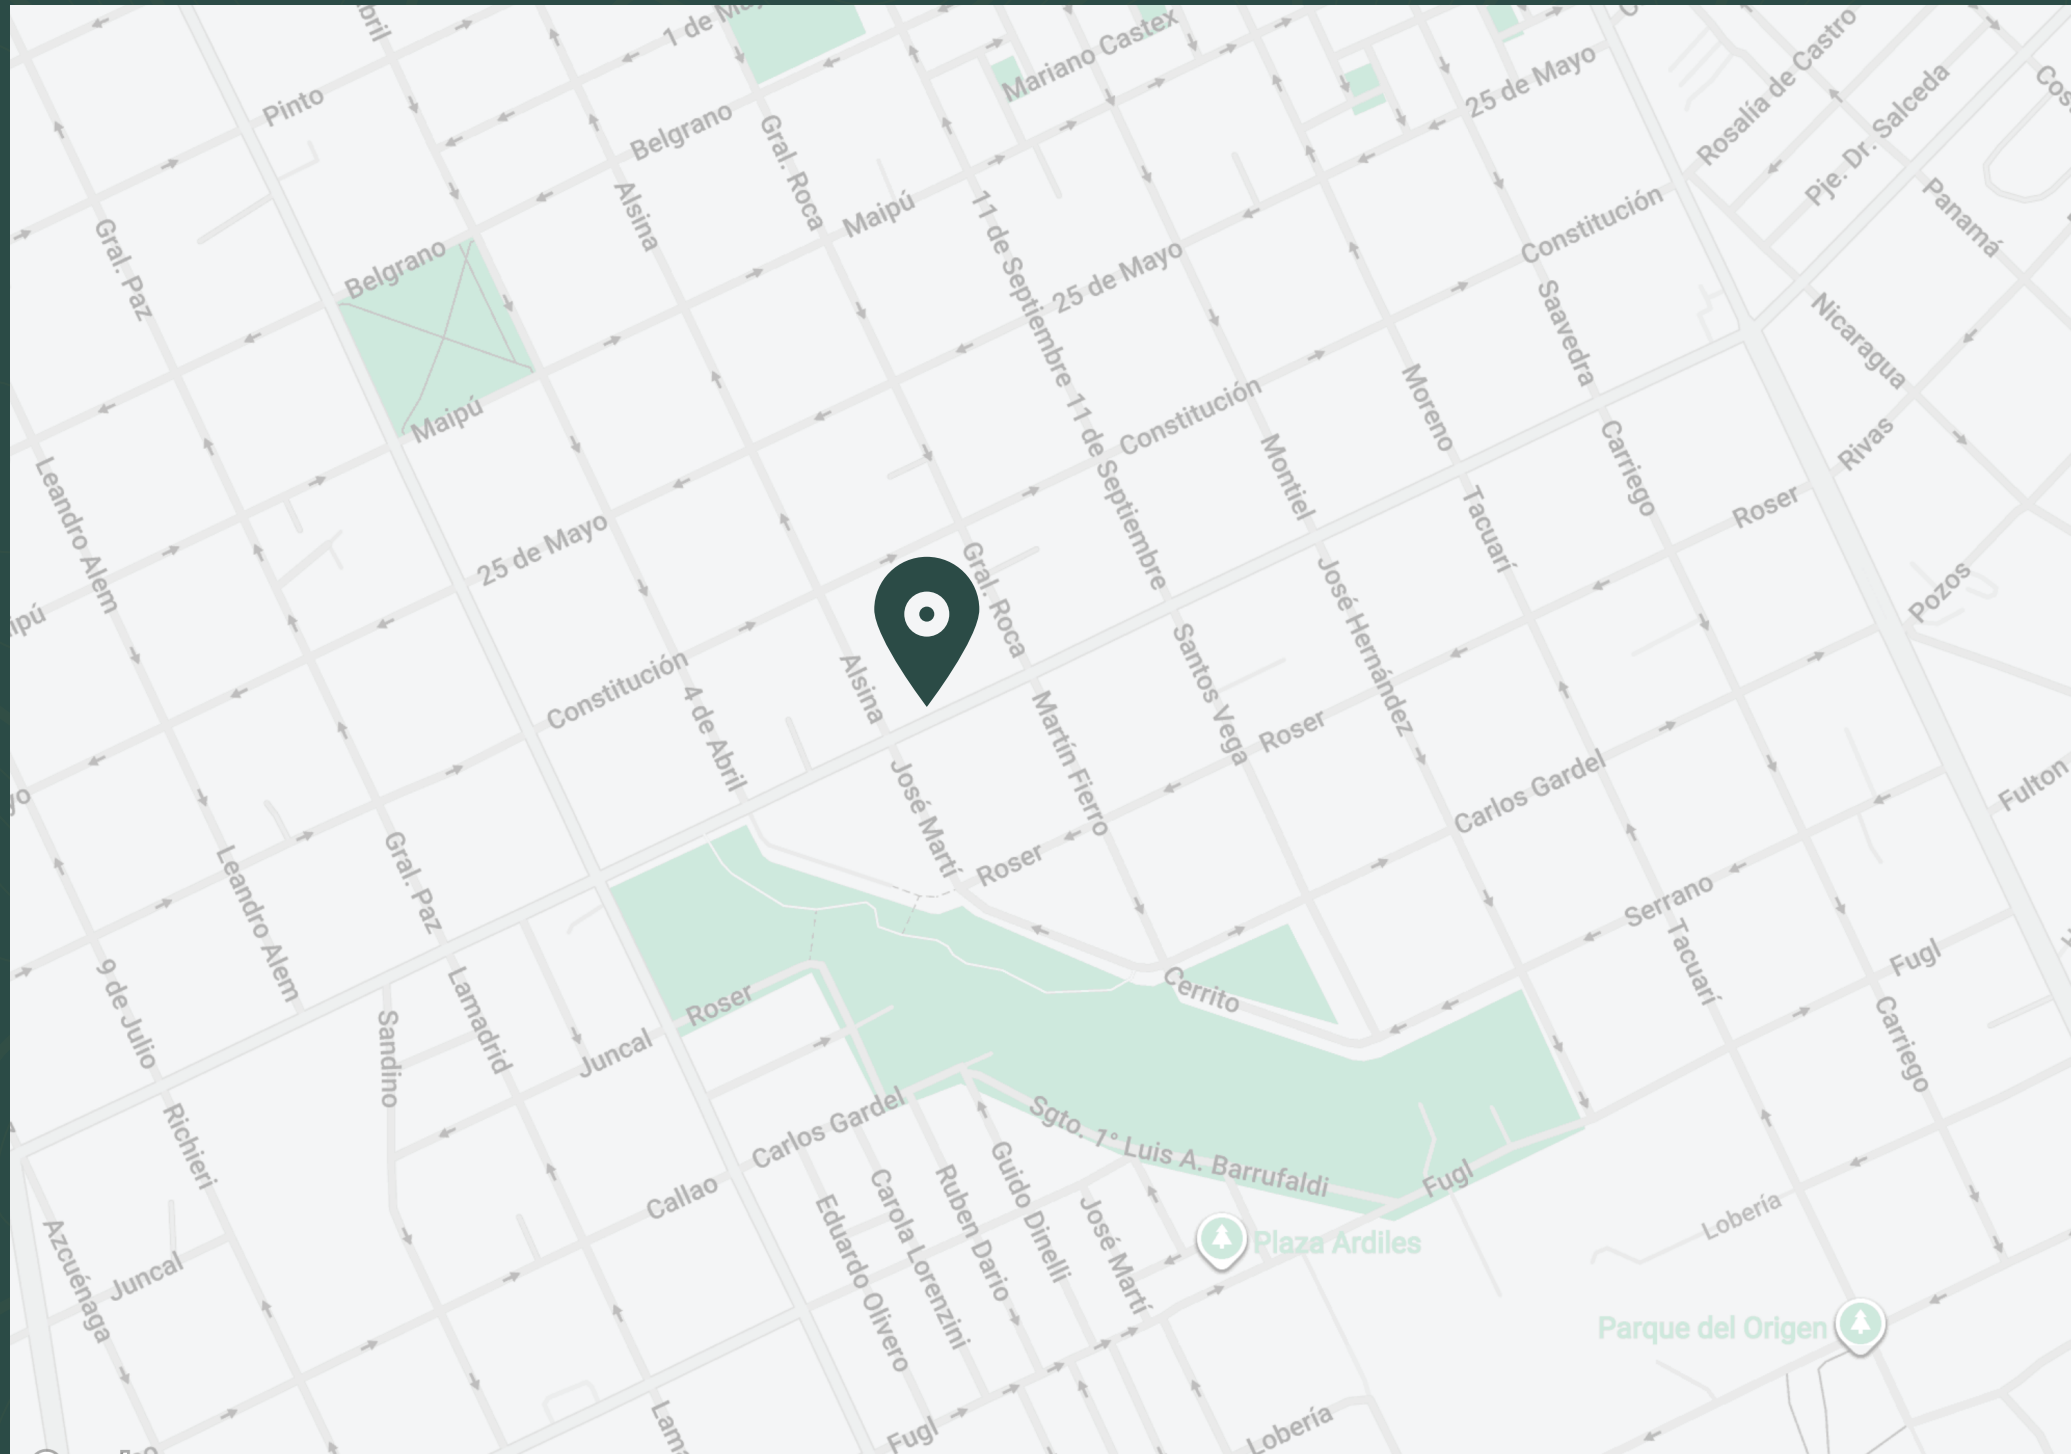 1 de
Mariano Castex
Rosalía de Castro
25 de Mayo
Pje. Dr. Salceda
Pinto
Belgrano
Gral. Roca
Alsina
Maipú
11 de Septiembre
Constitución
Panamá
Gral. Paz
Belgrano
25 de Mayo
Saavedra
Nicaragua
Maipú
Constitución
Moreno
11 de Septiembre
Montiel
Carriego
Rivas
Leandro Alem
25 de Mayo
Tacuarí
Roser
Gral. Roca
José Hernández
Pozos
Constitución
4 de Abril
Alsina
Santos Vega
Martín Fierro
Roser
José Martí
Carlos Gardel
Fulton
Roser
Leandro Alem
Gral. Paz
Serrano
Tacuarí
Fugl
9 de Julio
Lamadrid
Sandino
Roser
Cerrito
Carriego
Juncal
Richieri
Carlos Gardel
Sgto. 1° Luis A. Barrufaldi
Fugl
Callao
Eduardo Olivero
Carola Lorenzini
Ruben Dario
Guido Dinelli
José Martí
Lobería
Azcuénaga
Juncal
Plaza Ardiles
Parque del Origen
Fugl
Lobería